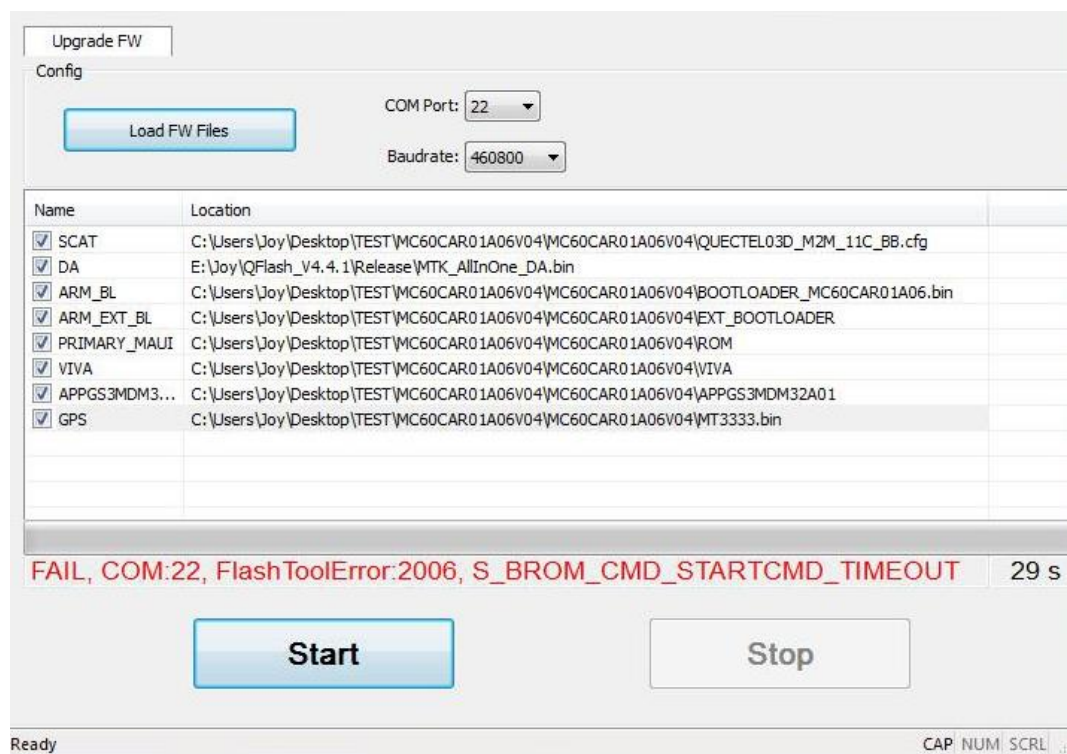 Upgrade FW
Config
Load FW Files
COM Port: 22
Baudrate: 460800
Name Location
SCAT C:\Users\Joy\Desktop\TEST\MC60CAR01A06V04\MC60CAR01A06V04\QUECTEL03D_M2M_11C_BB.cfg
DA E:\Joy\QFlash_V4.4.1\Release\MTK_AllInOne_DA.bin
ARM_BL C:\Users\Joy\Desktop\TEST\MC60CAR01A06V04\MC60CAR01A06V04\BOOTLOADER_MC60CAR01A06.bin
ARM_EXT_BL C:\Users\Joy\Desktop\TEST\MC60CAR01A06V04\MC60CAR01A06V04\EXT_BOOTLOADER
PRIMARY_MAUI C:\Users\Joy\Desktop\TEST\MC60CAR01A06V04\MC60CAR01A06V04\ROM
VIVA C:\Users\Joy\Desktop\TEST\MC60CAR01A06V04\MC60CAR01A06V04\VIVA
APPGS3MDM3... C:\Users\Joy\Desktop\TEST\MC60CAR01A06V04\MC60CAR01A06V04\APPGS3MDM32A01
GPS C:\Users\Joy\Desktop\TEST\MC60CAR01A06V04\MC60CAR01A06V04\MT3333.bin
FAIL, COM:22, FlashToolError:2006, S_BROM_CMD_STARTCMD_TIMEOUT 29 s
Start Stop
Ready CAP NUM SCRL